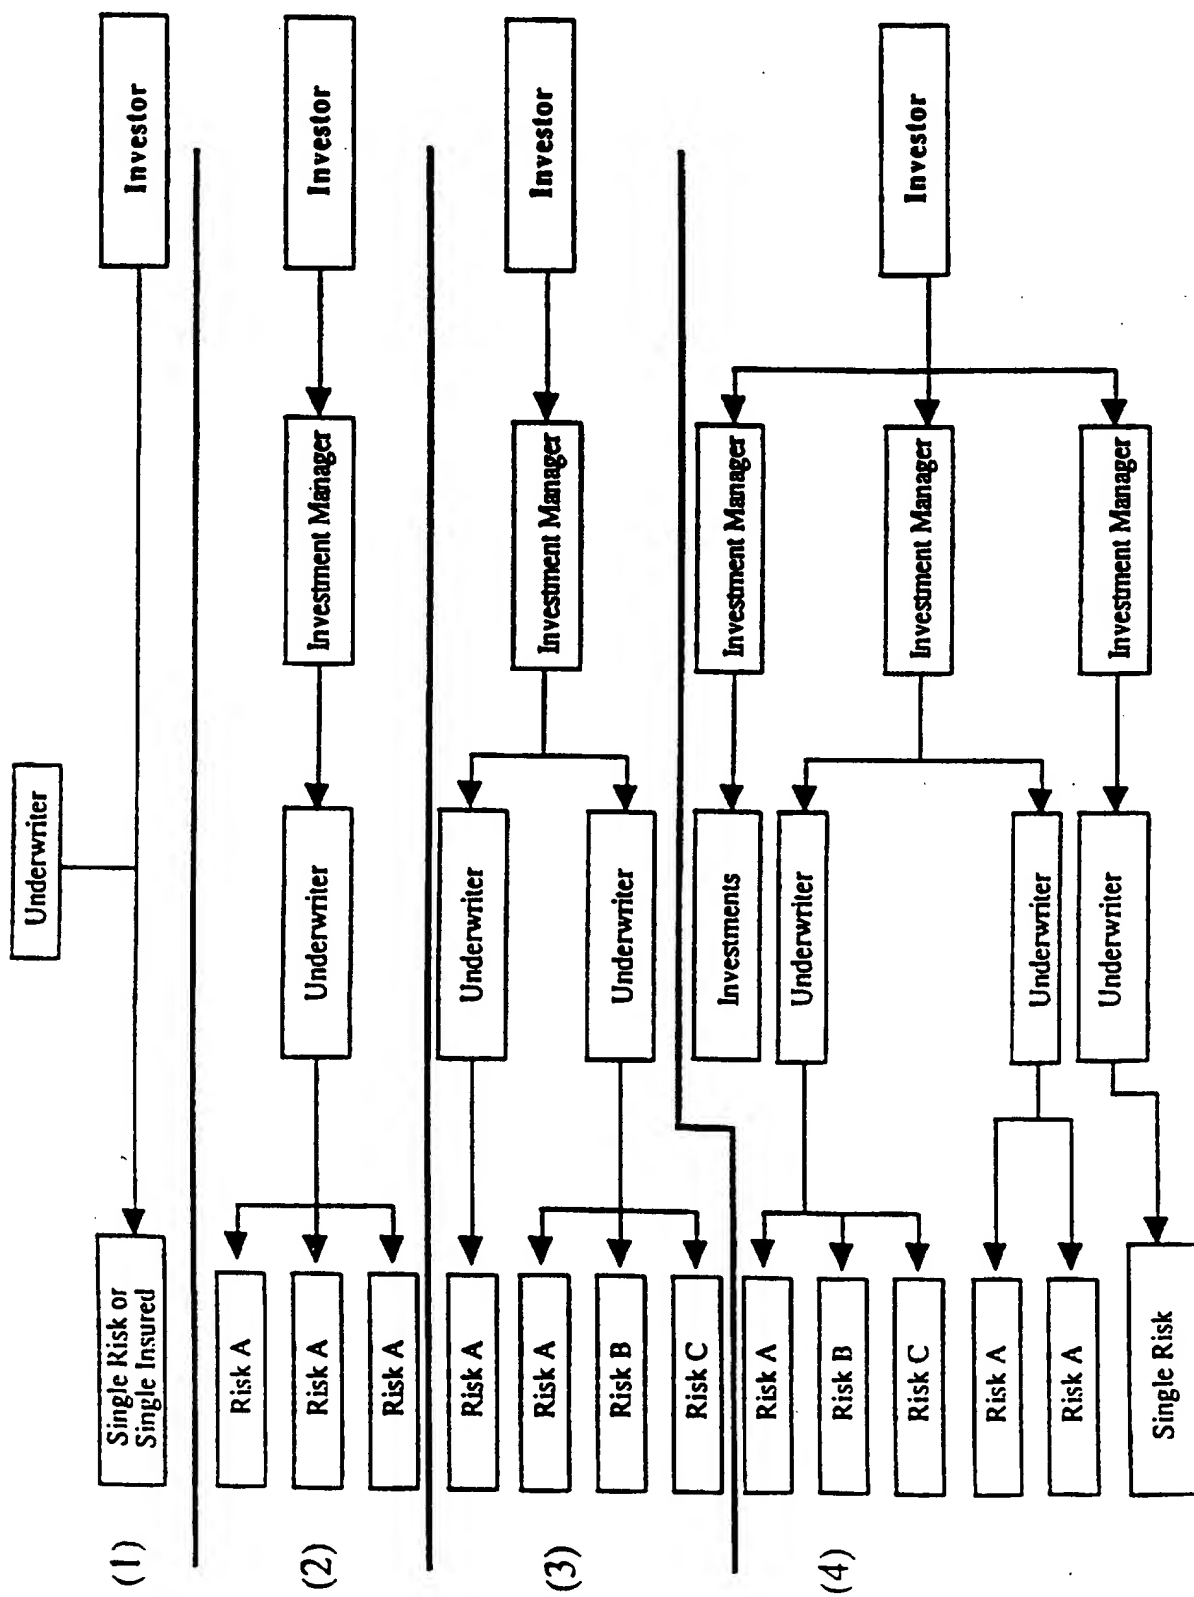 (1)
Single Risk or
Single Insured
Underwriter
Investor
(2)
Risk A
Risk A
Risk A
Underwriter
Investment Manager
Investor
(3)
Risk A
Risk A
Risk B
Risk C
Underwriter
Underwriter
Investment Manager
Investor
(4)
Risk A
Risk B
Risk C
Risk A
Risk A
Single Risk
Investments
Underwriter
Underwriter
Underwriter
Investment Manager
Investment Manager
Investment Manager
Investor